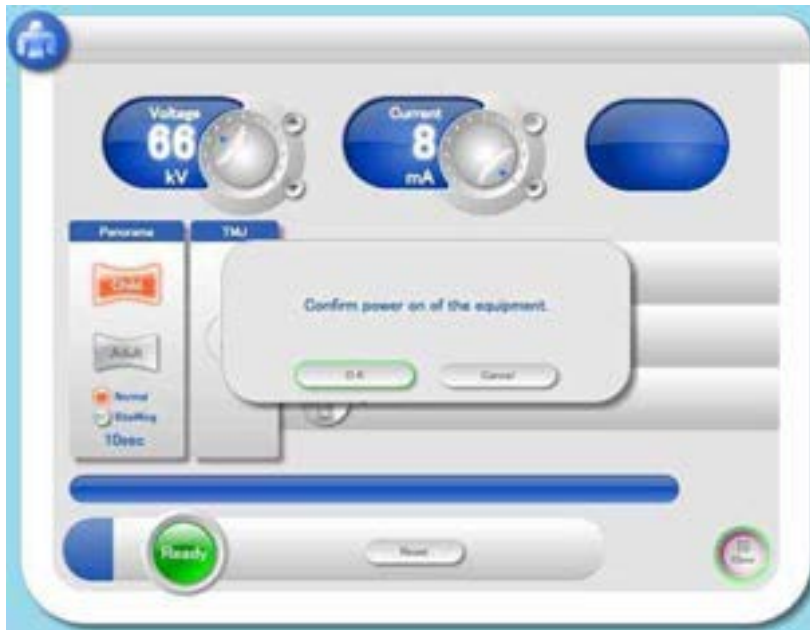 Voltage
66
kV
Current
8
mA
Panorama
TMJ
Child
Adult
Normal
BiteWing
10sec
Confirm power on of the equipment.
O K
Cancel
Ready
Reset
Close